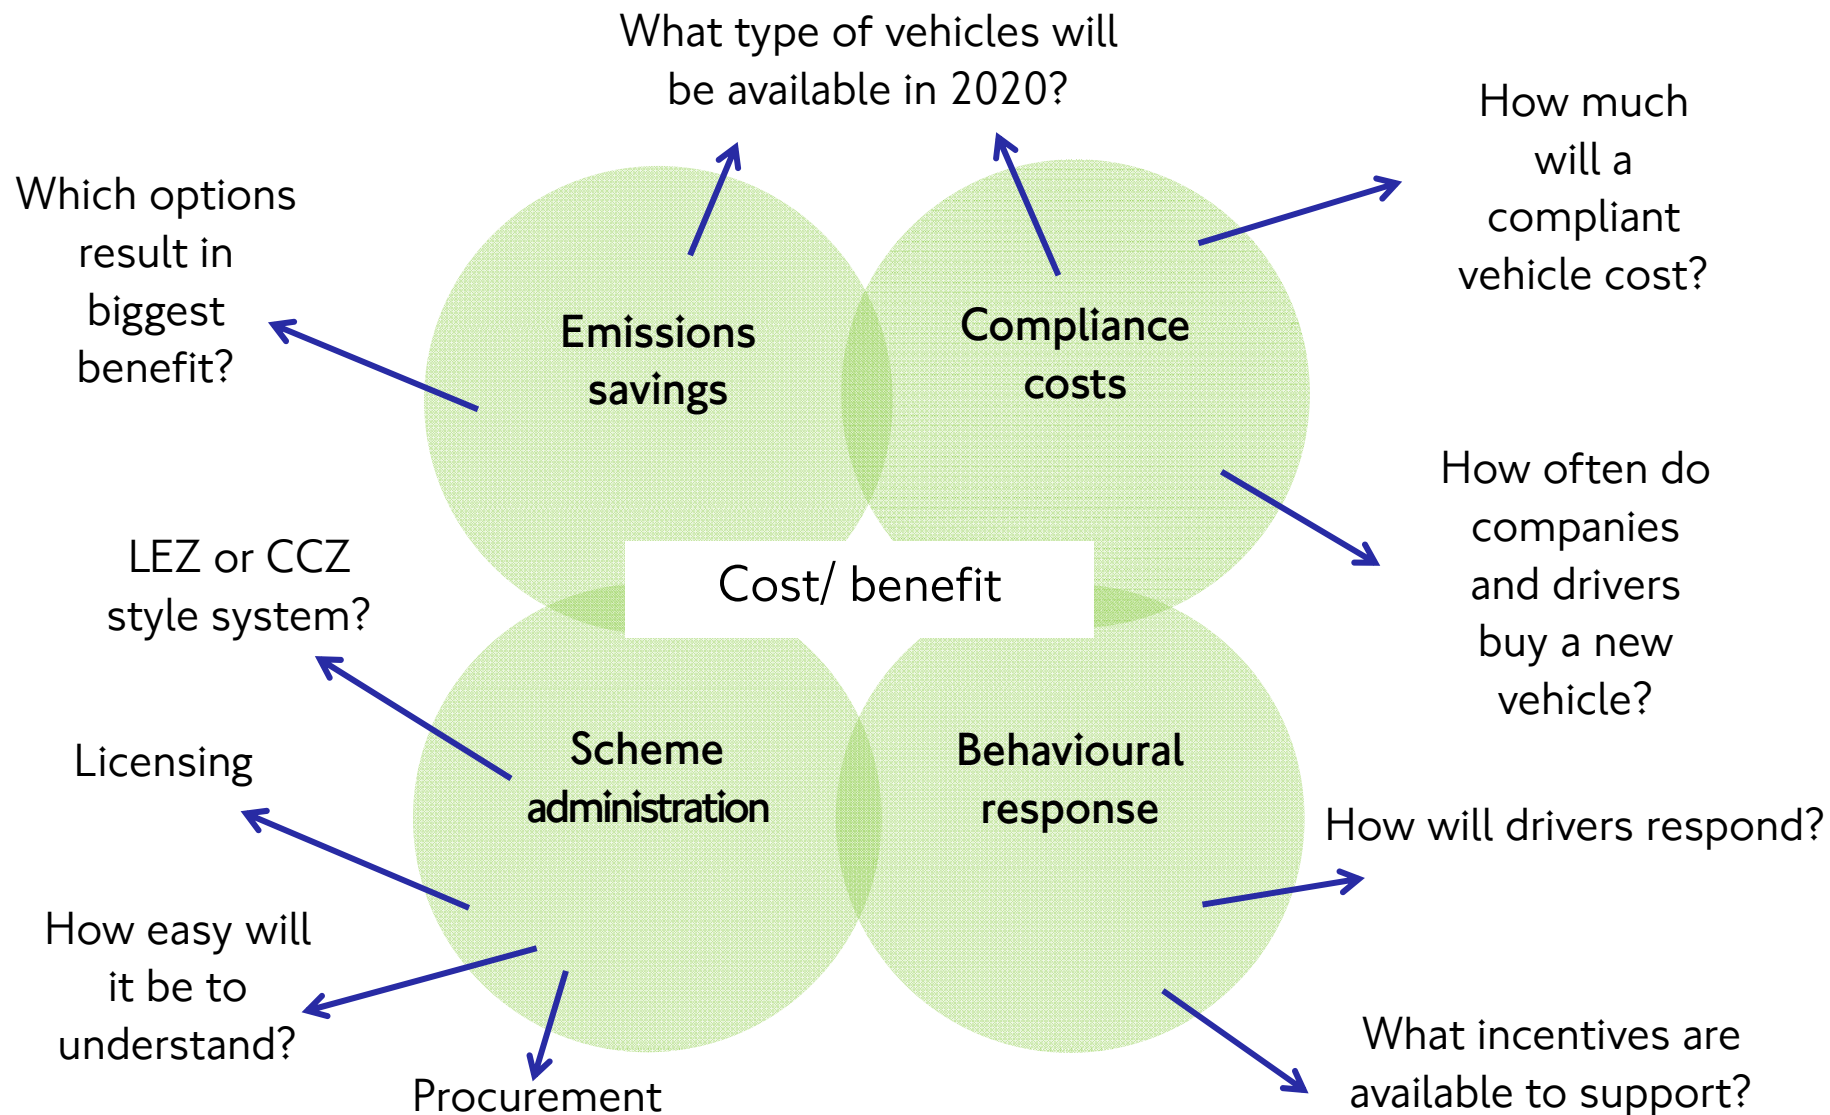 What type of vehicles will
be available in 2020?
How much
will a
compliant
vehicle cost?
Which options
result in
biggest
benefit?
Emissions
savings
Compliance
costs
How often do
companies
and drivers
buy a new
vehicle?
LEZ or CCZ
style system?
Cost/ benefit
Licensing
Scheme
administration
Behavioural
response
How will drivers respond?
How easy will
it be to
understand?
Procurement
What incentives are
available to support?